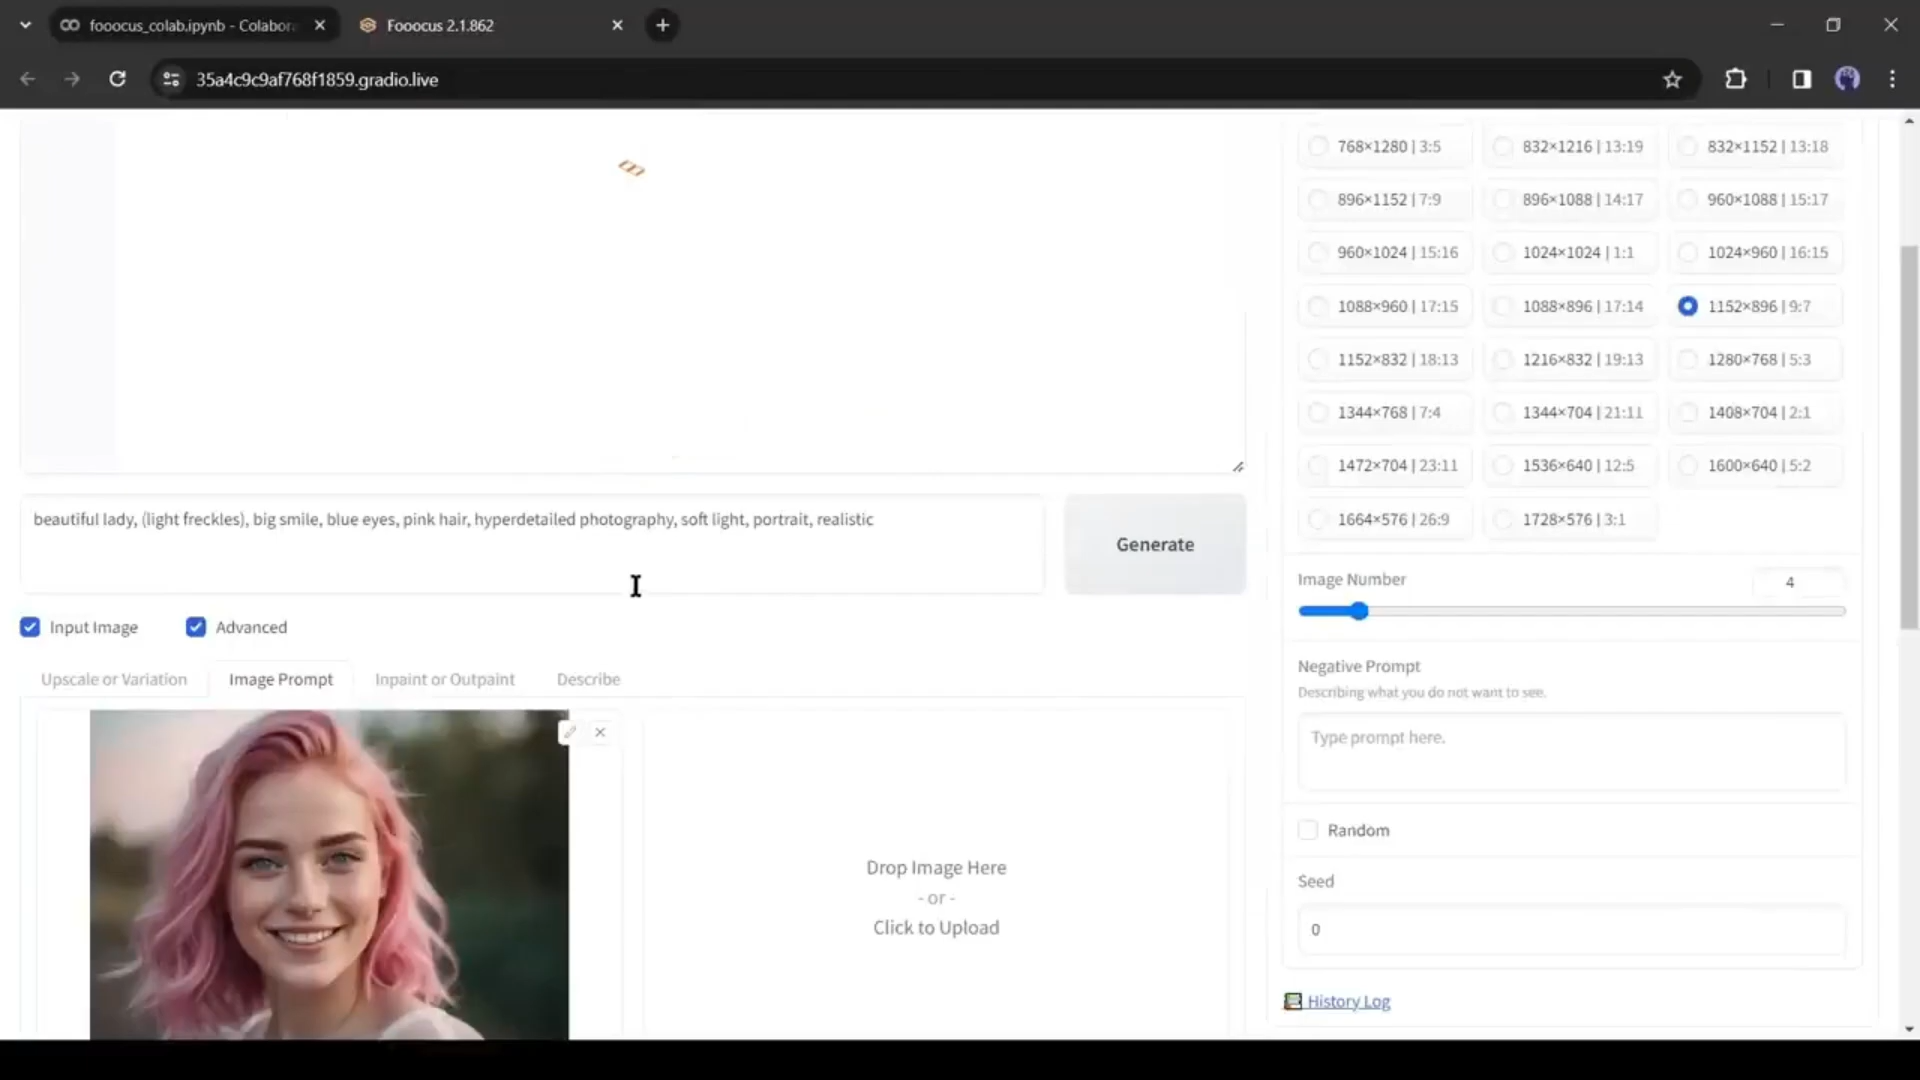 fooocus_colab.ipynb - Colabor
Fooocus 2.1.862
35a4c9c9af768f1859.gradio.live
768×1280 | 3:5
832×1216 | 13:19
832×1152 | 13:18
896×1152 | 7:9
896×1088 | 14:17
960×1088 | 15:17
960×1024 | 15:16
1024×1024 | 1:1
1024×960 | 16:15
1088×960 | 17:15
1088×896 | 17:14
1152×896 | 9:7
1152×832 | 18:13
1216×832 | 19:13
1280×768 | 5:3
1344×768 | 7:4
1344×704 | 21:11
1408×704 | 2:1
1472×704 | 23:11
1536×640 | 12:5
1600×640 | 5:2
1664×576 | 26:9
1728×576 | 3:1
beautiful lady, (light freckles), big smile, blue eyes, pink hair, hyperdetailed photography, soft light, portrait, realistic
Generate
Input Image
Advanced
Upscale or Variation
Image Prompt
Inpaint or Outpaint
Describe
Drop Image Here
- or -
Click to Upload
Image Number
4
Negative Prompt
Describing what you do not want to see.
Type prompt here.
Random
Seed
0
History Log